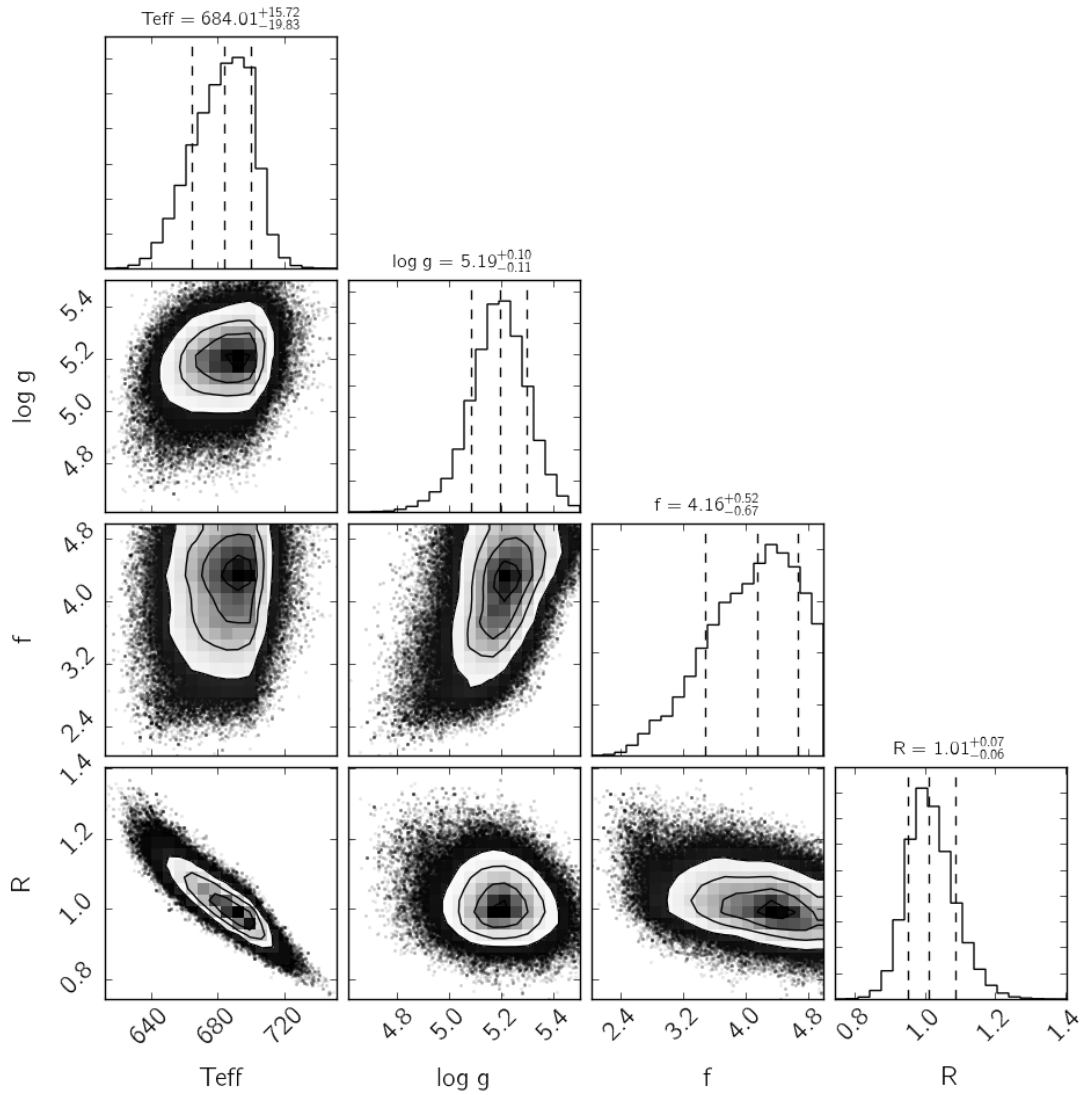 Teff = 684.01+15.72−19.83
log g = 5.19+0.10−0.11
5.4
5.2
5.0
4.8
log g
f = 4.16+0.52−0.67
4.8
4.0
3.2
2.4
f
R = 1.01+0.07−0.06
1.4
1.2
1.0
0.8
R
640 680 720
4.8 5.0 5.2 5.4
2.4 3.2 4.0 4.8
0.8 1.0 1.2 1.4
Teff log g f R